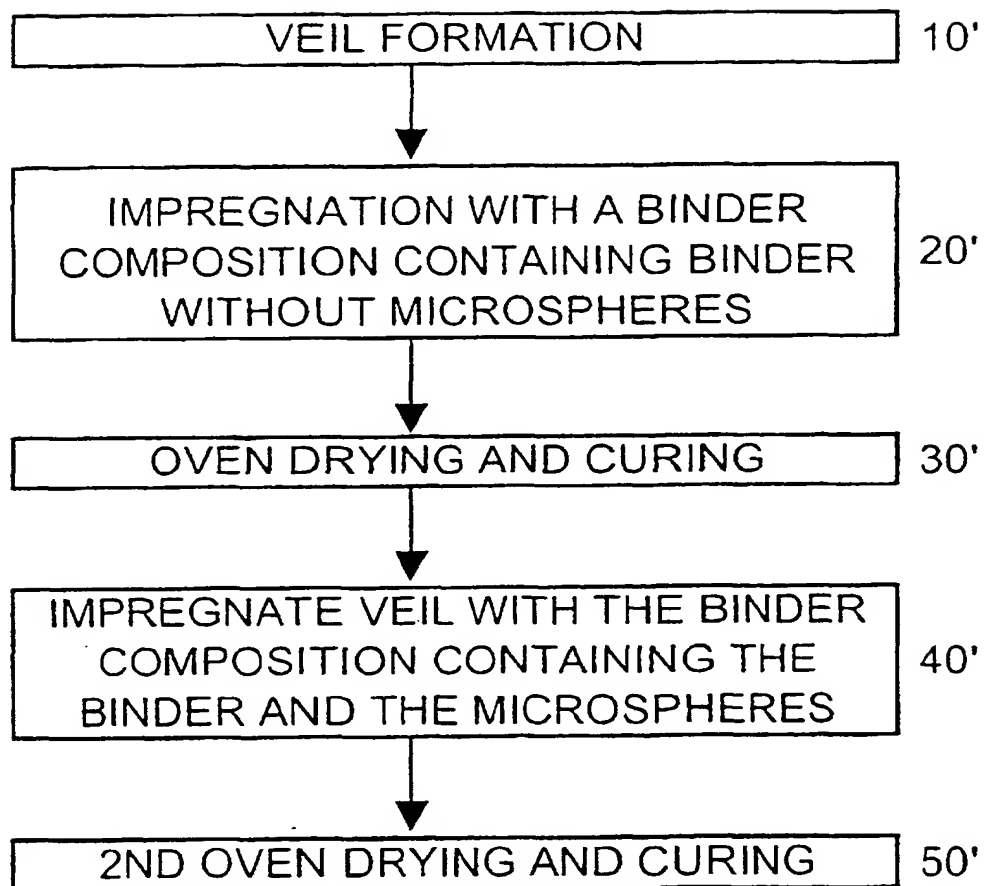 VEIL FORMATION 10'
IMPREGNATION WITH A BINDER
COMPOSITION CONTAINING BINDER 20'
WITHOUT MICROSPHERES
OVEN DRYING AND CURING 30'
IMPREGNATE VEIL WITH THE BINDER
COMPOSITION CONTAINING THE 40'
BINDER AND THE MICROSPHERES
2ND OVEN DRYING AND CURING 50'